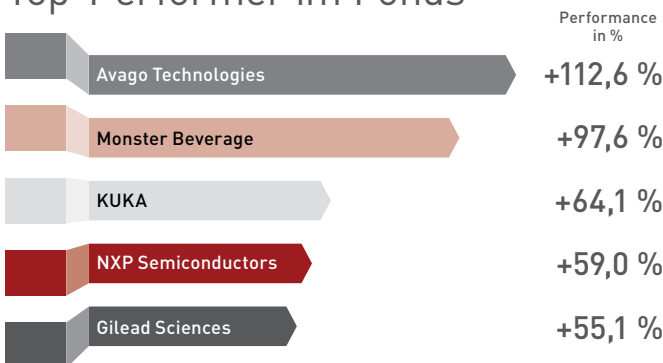 Top-Performer im Fonds
Performance
in %
Avago Technologies
+112,6 %
Monster Beverage
+97,6 %
KUKA
+64,1 %
NXP Semiconductors
+59,0 %
Gilead Sciences
+55,1 %